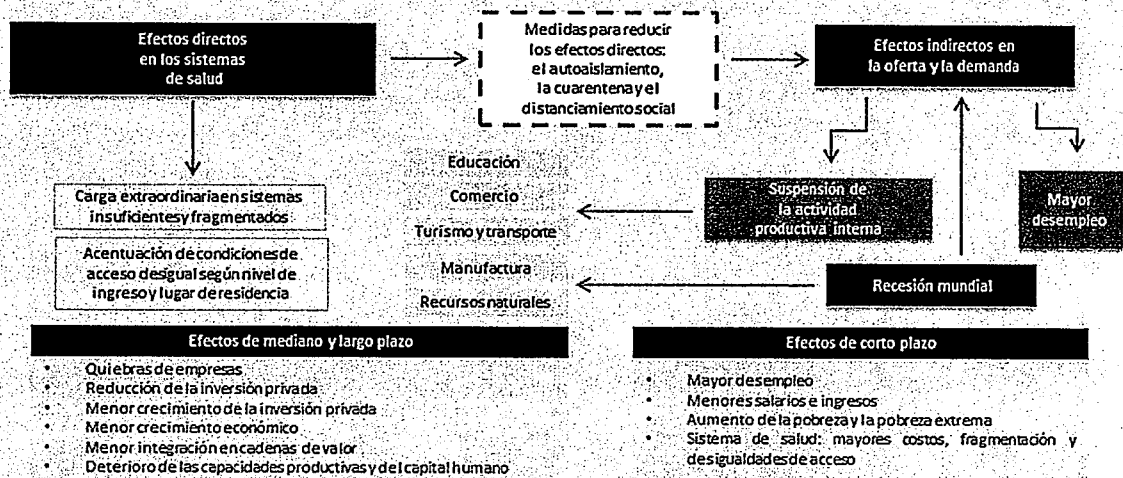 Efectos directos
en los sistemas
de salud
Medidas para reducir
los efectos directos:
el autoaislamiento,
la cuarentena y el
distanciamiento social
Efectos indirectos en
la oferta y la demanda
Carga extraordinaria en sistemas
insuficientes y fragmentados
Acentuación de condiciones de
acceso desigual según nivel de
ingreso y lugar de residencia
Educación
Comercio
Turismo y transporte
Manufactura
Recursos naturales
Suspensión de
la actividad
productiva interna
Mayor
desempleo
Recesión mundial
Efectos de mediano y largo plazo
• Quiebras de empresas
• Reducción de la inversión privada
• Menor crecimiento de la inversión privada
• Menor crecimiento económico
• Menor integración en cadenas de valor
• Deterioro de las capacidades productivas y del capital humano
Efectos de corto plazo
• Mayor desempleo
• Menores salarios e ingresos
• Aumento de la pobreza y la pobreza extrema
• Sistema de salud: mayores costos, fragmentación y
desigualdades de acceso